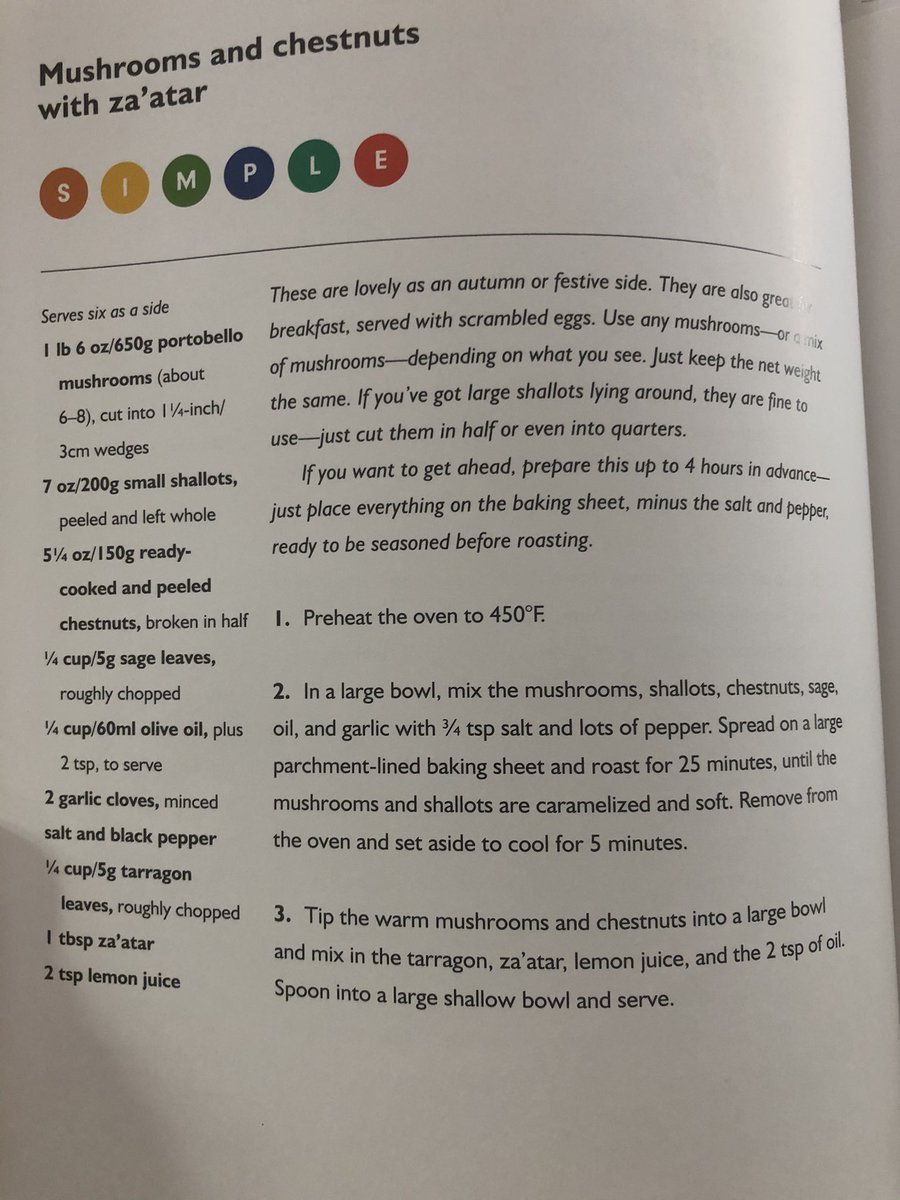 Mushrooms and chestnuts
with za'atar
S I M P L E
Serves six as a side
1 lb 6 oz/650g portobello
mushrooms (about
6–8), cut into 1¼-inch/
3cm wedges
7 oz/200g small shallots,
peeled and left whole
5¼ oz/150g ready-
cooked and peeled
chestnuts, broken in half
¼ cup/5g sage leaves,
roughly chopped
¼ cup/60ml olive oil, plus
2 tsp, to serve
2 garlic cloves, minced
salt and black pepper
¼ cup/5g tarragon
leaves, roughly chopped
1 tbsp za'atar
2 tsp lemon juice
These are lovely as an autumn or festive side. They are also great for
breakfast, served with scrambled eggs. Use any mushrooms—or a mix
of mushrooms—depending on what you see. Just keep the net weight
the same. If you've got large shallots lying around, they are fine to
use—just cut them in half or even into quarters.
If you want to get ahead, prepare this up to 4 hours in advance—
just place everything on the baking sheet, minus the salt and pepper,
ready to be seasoned before roasting.
1. Preheat the oven to 450°F.
2. In a large bowl, mix the mushrooms, shallots, chestnuts, sage,
oil, and garlic with ¾ tsp salt and lots of pepper. Spread on a large
parchment-lined baking sheet and roast for 25 minutes, until the
mushrooms and shallots are caramelized and soft. Remove from
the oven and set aside to cool for 5 minutes.
3. Tip the warm mushrooms and chestnuts into a large bowl
and mix in the tarragon, za'atar, lemon juice, and the 2 tsp of oil.
Spoon into a large shallow bowl and serve.